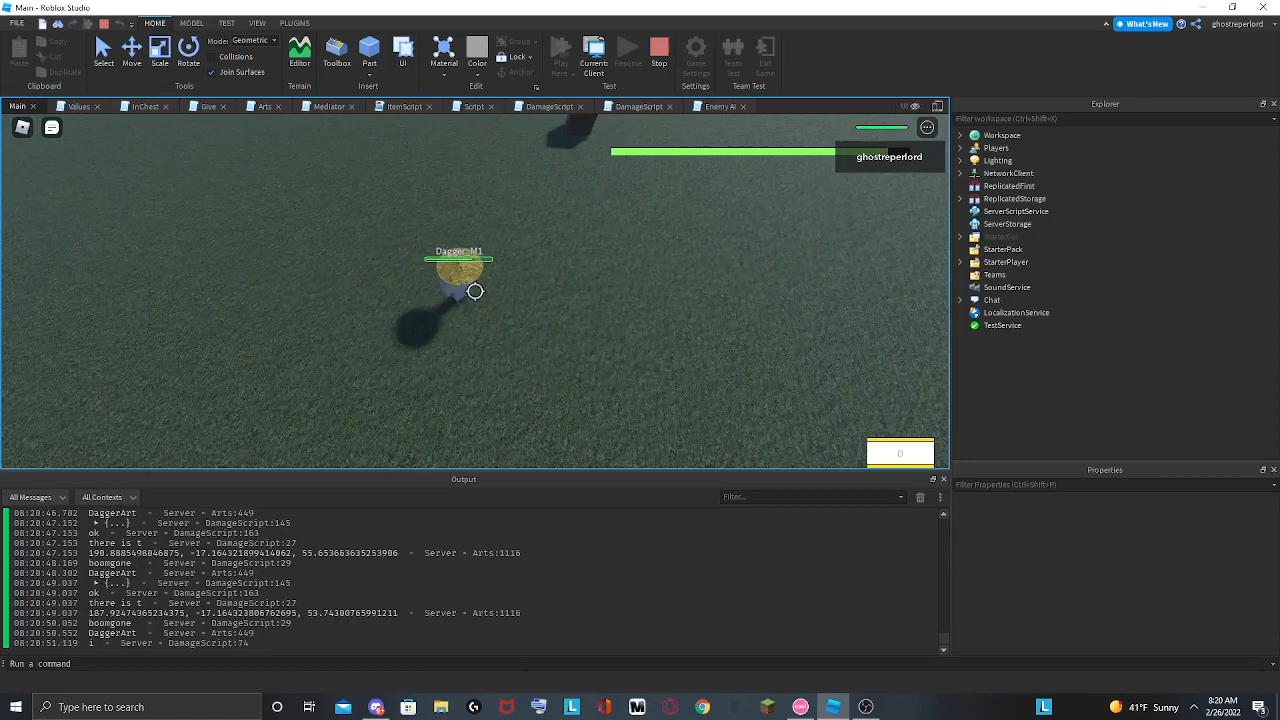 Main - Roblox Studio
FILE HOME MODEL TEST VIEW PLUGINS What's New ghostreperlord
Paste Copy Cut Duplicate Select Move Scale Rotate Mode: Geometric Collisions Join Surfaces Editor Toolbox Part UI Material Color Group Lock Anchor Play Here Current Client Resume Stop Game Settings Team Test Exit Game
Clipboard Tools Terrain Insert Edit Test Settings Team Test
Main Values InChest Give Arts Mediator ItemScript Script DamageScript DamageScript Enemy AI UI
ghostreperlord
Dagger_M1
0
Explorer
Filter workspace (Ctrl+Shift+X)
Workspace
Players
Lighting
NetworkClient
ReplicatedFirst
ReplicatedStorage
ServerScriptService
ServerStorage
StarterGui
StarterPack
StarterPlayer
Teams
SoundService
Chat
LocalizationService
TestService
Properties
Filter Properties (Ctrl+Shift+P)
Output
All Messages All Contexts Filter...
08:20:46.702 DaggerArt - Server - Arts:449
08:20:47.153 ▶ {...} - Server - DamageScript:145
08:20:47.153 ok - Server - DamageScript:163
08:20:47.153 there is t - Server - DamageScript:27
08:20:47.153 190.8885498046875, -17.164321899414062, 55.653663635253906 - Server - Arts:1116
08:20:48.169 boomgone - Server - DamageScript:29
08:20:48.302 DaggerArt - Server - Arts:449
08:20:49.037 ▶ {...} - Server - DamageScript:145
08:20:49.037 ok - Server - DamageScript:163
08:20:49.037 there is t - Server - DamageScript:27
08:20:49.037 187.92474365234375, -17.164323806762695, 53.74300765991211 - Server - Arts:1116
08:20:50.052 boomgone - Server - DamageScript:29
08:20:50.552 DaggerArt - Server - Arts:449
08:20:51.119 i - Server - DamageScript:74
Run a command
Type here to search
41°F Sunny 8:20 AM
2/26/2022